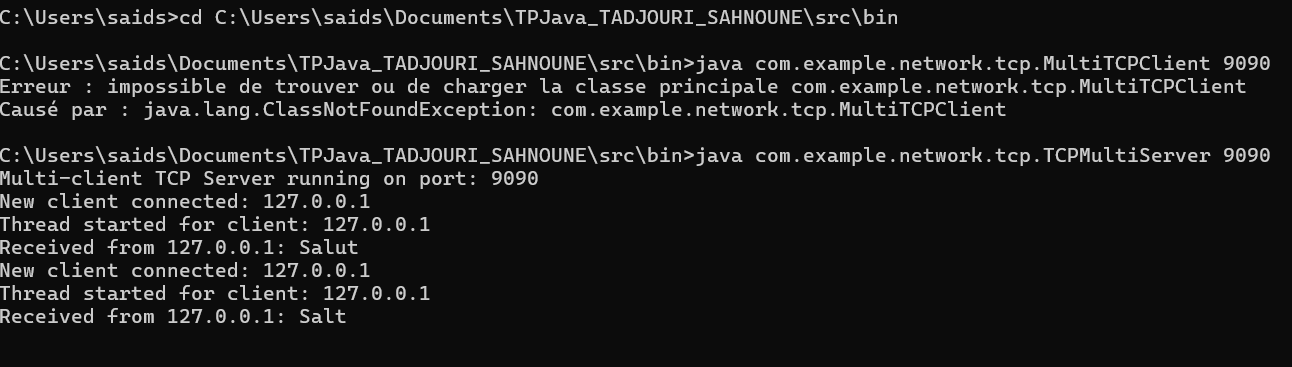 C:\Users\saids>cd C:\Users\saids\Documents\TPJava_TADJOURI_SAHNOUNE\src\bin
C:\Users\saids\Documents\TPJava_TADJOURI_SAHNOUNE\src\bin>java com.example.network.tcp.MultiTCPClient 9090
Erreur : impossible de trouver ou de charger la classe principale com.example.network.tcp.MultiTCPClient
Causé par : java.lang.ClassNotFoundException: com.example.network.tcp.MultiTCPClient
C:\Users\saids\Documents\TPJava_TADJOURI_SAHNOUNE\src\bin>java com.example.network.tcp.TCPMultiServer 9090
Multi-client TCP Server running on port: 9090
New client connected: 127.0.0.1
Thread started for client: 127.0.0.1
Received from 127.0.0.1: Salut
New client connected: 127.0.0.1
Thread started for client: 127.0.0.1
Received from 127.0.0.1: Salt